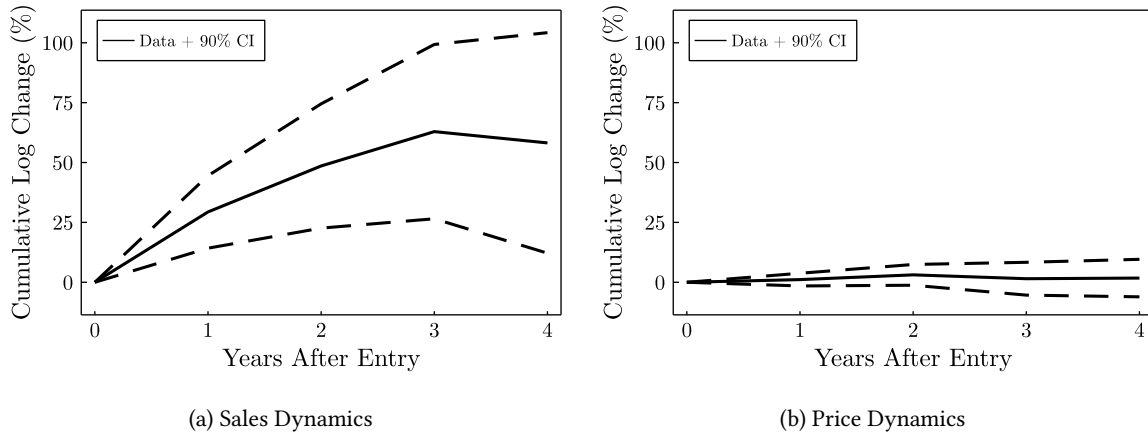 Cumulative Log Change (%)
100
75
50
25
0
Data + 90% CI
0 1 2 3 4
Years After Entry
(a) Sales Dynamics
Cumulative Log Change (%)
100
75
50
25
0
Data + 90% CI
0 1 2 3 4
Years After Entry
(b) Price Dynamics